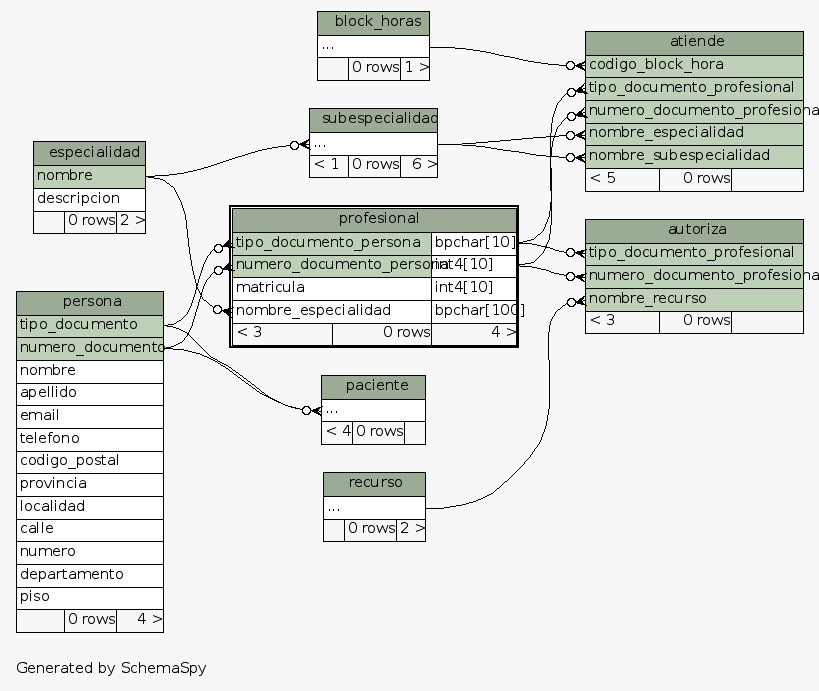 block_horas
...
0 rows 1 >
atiende
codigo_block_hora
tipo_documento_profesional
numero_documento_profesiona
nombre_especialidad
nombre_subespecialidad
< 5 0 rows
subespecialidad
...
< 1 0 rows 6 >
especialidad
nombre
descripcion
0 rows 2 >
profesional
tipo_documento_persona bpchar[10]
numero_documento_persona int4[10]
matricula int4[10]
nombre_especialidad bpchar[100]
< 3 0 rows 4 >
autoriza
tipo_documento_profesional
numero_documento_profesiona
nombre_recurso
< 3 0 rows
persona
tipo_documento
numero_documento
nombre
apellido
email
telefono
codigo_postal
provincia
localidad
calle
numero
departamento
piso
0 rows 4 >
paciente
...
< 4 0 rows
recurso
...
0 rows 2 >
Generated by SchemaSpy